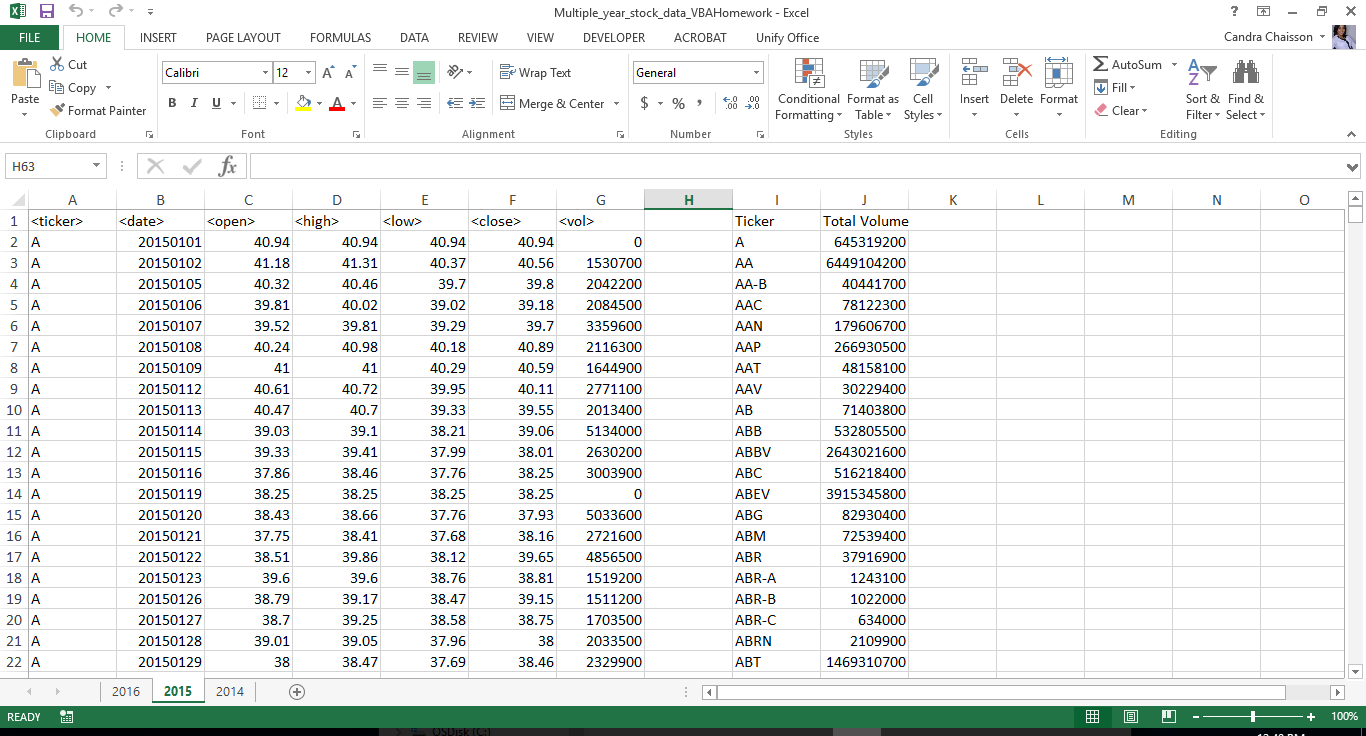 Multiple_year_stock_data_VBAHomework - Excel
?
FILE HOME INSERT PAGE LAYOUT FORMULAS DATA REVIEW VIEW DEVELOPER ACROBAT Unify Office Candra Chaisson
Paste
Cut
Copy
Format Painter
Clipboard
Calibri 12
B I U
Font
Wrap Text
Merge & Center
Alignment
General
$ % ,
Number
Conditional Formatting
Format as Table
Cell Styles
Styles
Insert Delete Format
Cells
AutoSum
Fill
Clear
Sort & Filter
Find & Select
Editing
H63
fx
A B C D E F G H I J K L M N O
1 <ticker> <date> <open> <high> <low> <close> <vol> Ticker Total Volume
2 A 20150101 40.94 40.94 40.94 40.94 0 A 645319200
3 A 20150102 41.18 41.31 40.37 40.56 1530700 AA 6449104200
4 A 20150105 40.32 40.46 39.7 39.8 2042200 AA-B 40441700
5 A 20150106 39.81 40.02 39.02 39.18 2084500 AAC 78122300
6 A 20150107 39.52 39.81 39.29 39.7 3359600 AAN 179606700
7 A 20150108 40.24 40.98 40.18 40.89 2116300 AAP 266930500
8 A 20150109 41 41 40.29 40.59 1644900 AAT 48158100
9 A 20150112 40.61 40.72 39.95 40.11 2771100 AAV 30229400
10 A 20150113 40.47 40.7 39.33 39.55 2013400 AB 71403800
11 A 20150114 39.03 39.1 38.21 39.06 5134000 ABB 532805500
12 A 20150115 39.33 39.41 37.99 38.01 2630200 ABBV 2643021600
13 A 20150116 37.86 38.46 37.76 38.25 3003900 ABC 516218400
14 A 20150119 38.25 38.25 38.25 38.25 0 ABEV 3915345800
15 A 20150120 38.43 38.66 37.76 37.93 5033600 ABG 82930400
16 A 20150121 37.75 38.41 37.68 38.16 2721600 ABM 72539400
17 A 20150122 38.51 39.86 38.12 39.65 4856500 ABR 37916900
18 A 20150123 39.6 39.6 38.76 38.81 1519200 ABR-A 1243100
19 A 20150126 38.79 39.17 38.47 39.15 1511200 ABR-B 1022000
20 A 20150127 38.7 39.25 38.58 38.75 1703500 ABR-C 634000
21 A 20150128 39.01 39.05 37.96 38 2033500 ABRN 2109900
22 A 20150129 38 38.47 37.69 38.46 2329900 ABT 1469310700
2016 2015 2014
READY 100%
OSDisk (C:)